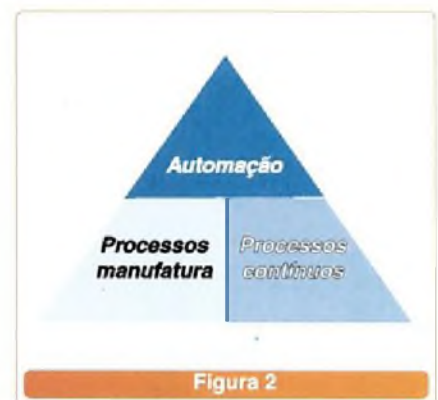 Automação
Processos
manufatura
Processos
contínuos
Figura 2